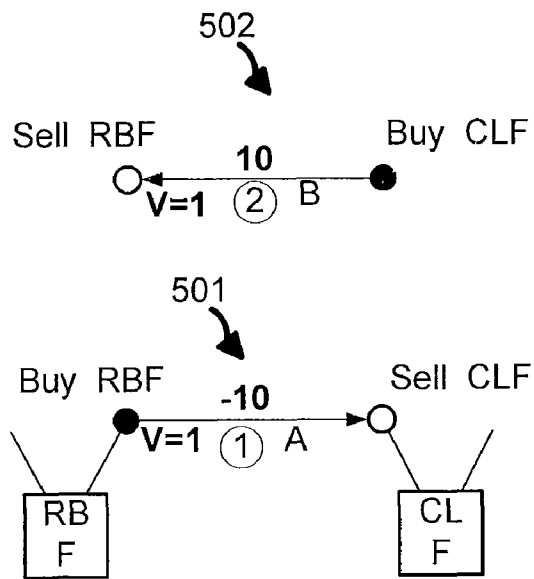 502
Sell RBF
Buy CLF
10
V=1
2
B
501
Buy RBF
Sell CLF
-10
V=1
1
A
RB
F
CL
F